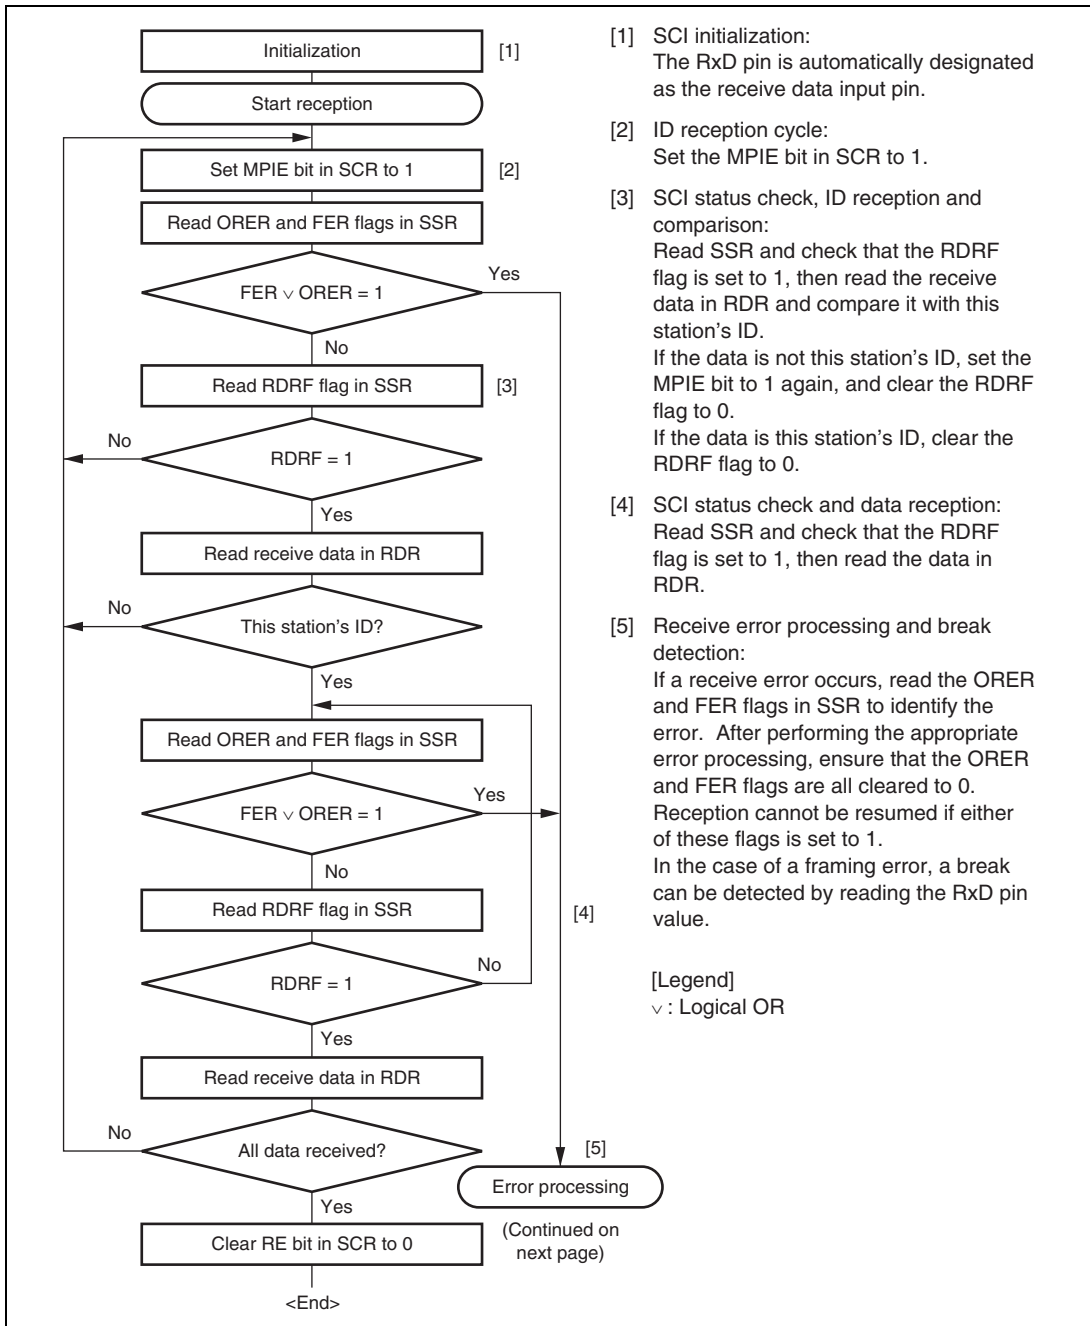 Initialization
[1]
Start reception
Set MPIE bit in SCR to 1
[2]
Read ORER and FER flags in SSR
FER ∨ ORER = 1
Yes
No
Read RDRF flag in SSR
[3]
RDRF = 1
No
Yes
Read receive data in RDR
This station's ID?
No
Yes
Read ORER and FER flags in SSR
FER ∨ ORER = 1
Yes
No
Read RDRF flag in SSR
[4]
RDRF = 1
No
Yes
Read receive data in RDR
All data received?
No
Yes
[5]
Error processing
(Continued on
next page)
Clear RE bit in SCR to 0
<End>
[1] SCI initialization:
The RxD pin is automatically designated
as the receive data input pin.
[2] ID reception cycle:
Set the MPIE bit in SCR to 1.
[3] SCI status check, ID reception and
comparison:
Read SSR and check that the RDRF
flag is set to 1, then read the receive
data in RDR and compare it with this
station's ID.
If the data is not this station's ID, set the
MPIE bit to 1 again, and clear the RDRF
flag to 0.
If the data is this station's ID, clear the
RDRF flag to 0.
[4] SCI status check and data reception:
Read SSR and check that the RDRF
flag is set to 1, then read the data in
RDR.
[5] Receive error processing and break
detection:
If a receive error occurs, read the ORER
and FER flags in SSR to identify the
error. After performing the appropriate
error processing, ensure that the ORER
and FER flags are all cleared to 0.
Reception cannot be resumed if either
of these flags is set to 1.
In the case of a framing error, a break
can be detected by reading the RxD pin
value.
[Legend]
∨ : Logical OR